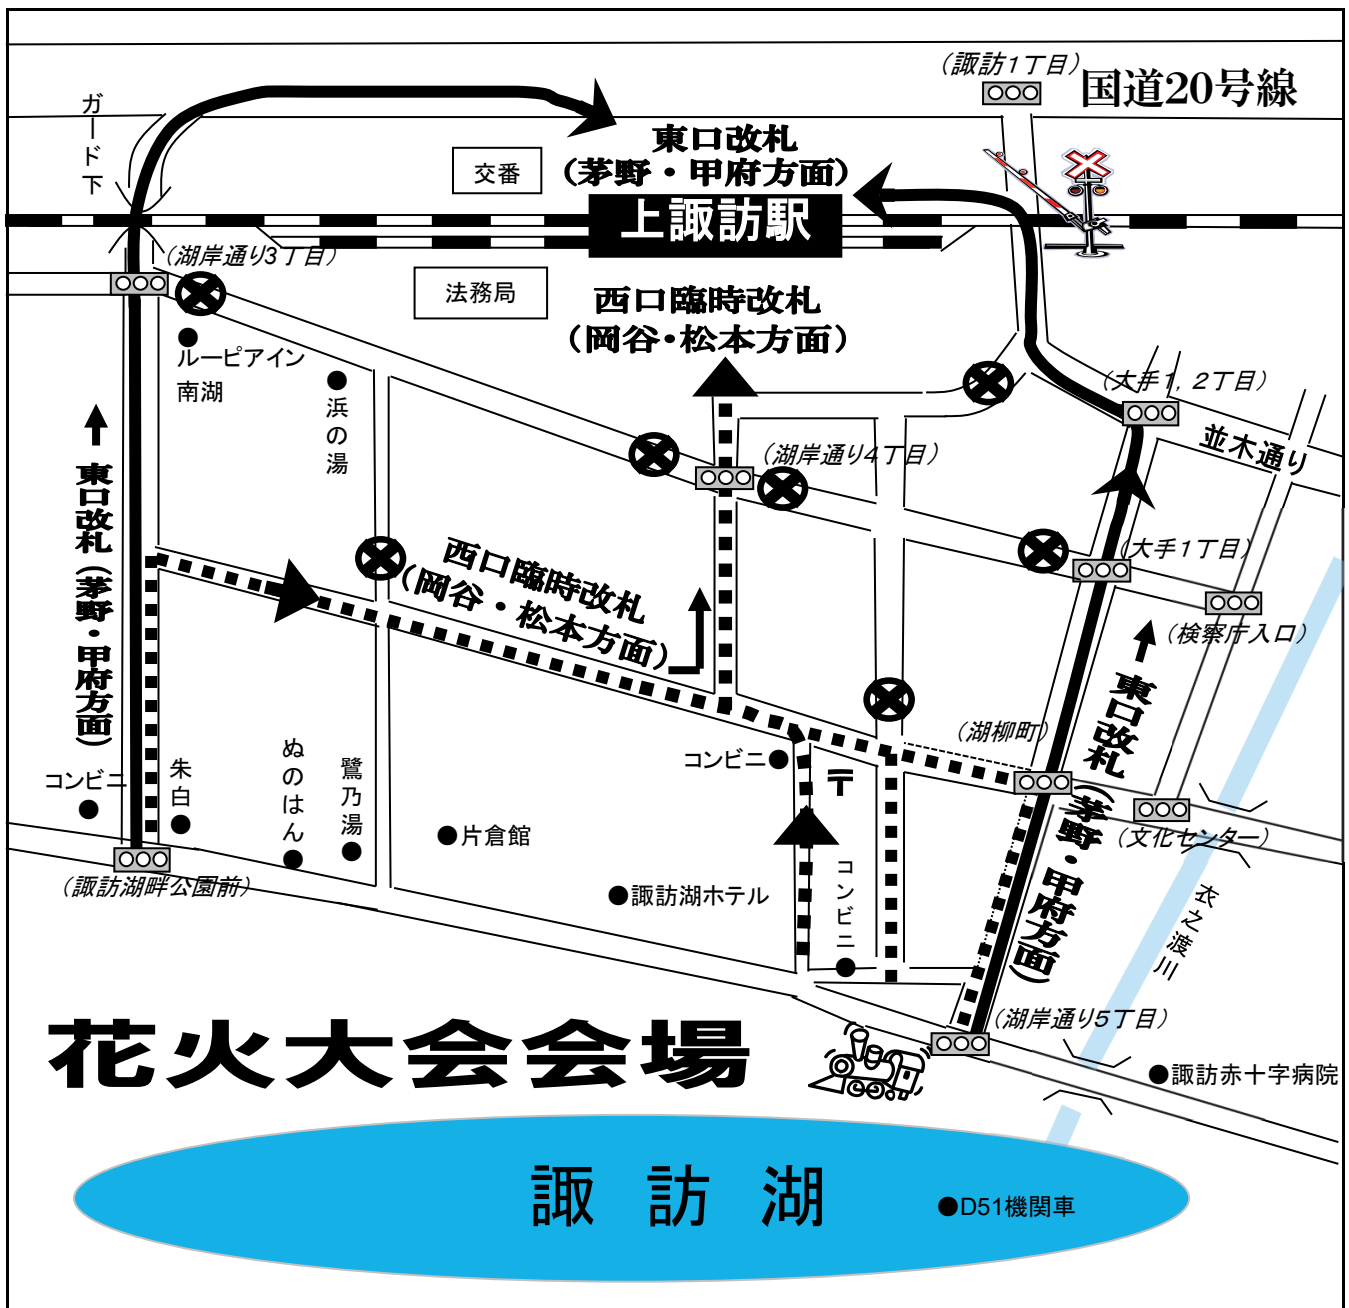 (諏訪1丁目)
国道20号線
ガード下
東口改札
(茅野・甲府方面)
交番
上諏訪駅
(湖岸通り3丁目)
法務局
西口臨時改札
(岡谷・松本方面)
ルーピアイン
南湖
浜の湯
(大手1,2丁目)
並木通り
(湖岸通り4丁目)
東口改札(茅野・甲府方面)
西口臨時改札
(岡谷・松本方面)
(大手1丁目)
(検察庁入口)
東口改札(茅野・甲府方面)
(湖柳町)
コンビニ
朱白
ぬのはん
鷺乃湯
コンビニ
〒
片倉館
(文化センター)
(諏訪湖畔公園前)
諏訪湖ホテル
コンビニ
衣之渡川
(湖岸通り5丁目)
花火大会会場
諏訪赤十字病院
諏訪湖
D51機関車